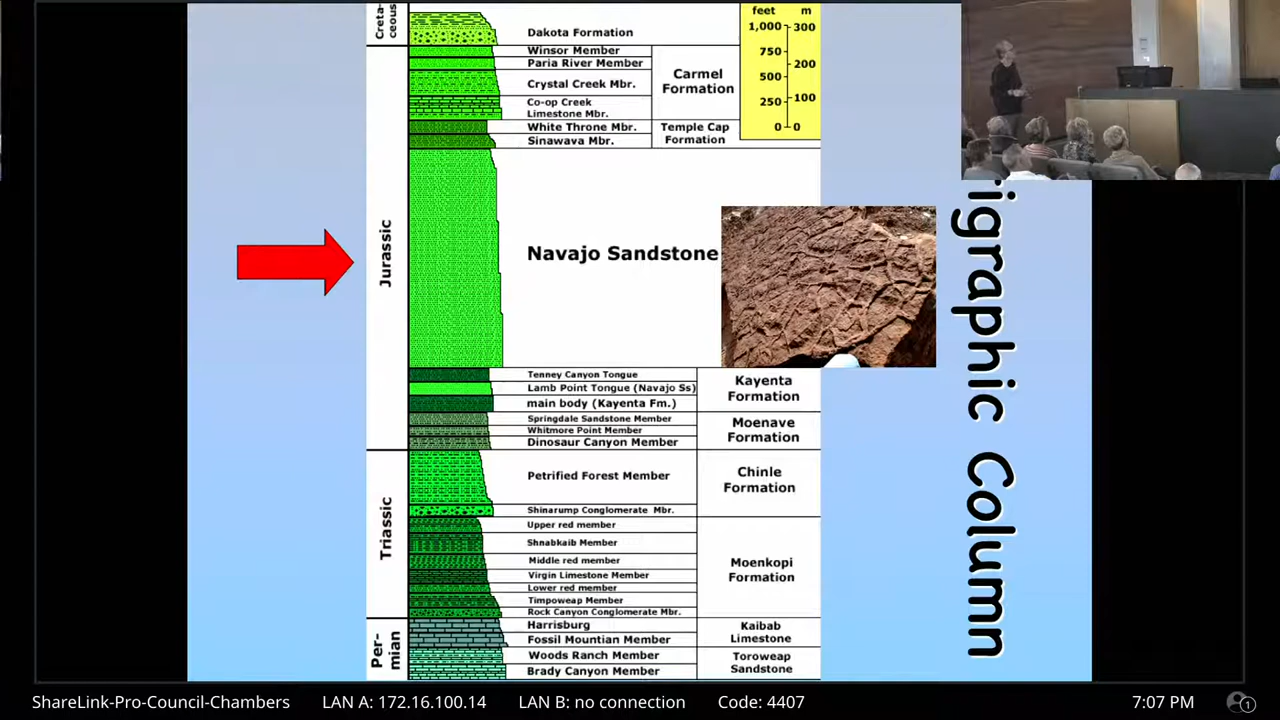 Creta-
ceous
Dakota Formation
feet m
1,000 300
750
200
500
250 100
0 0
Winsor Member
Paria River Member
Crystal Creek Mbr.
Co-op Creek
Limestone Mbr.
Carmel
Formation
White Throne Mbr.
Sinawava Mbr.
Temple Cap
Formation
Jurassic
Navajo Sandstone
Tenney Canyon Tongue
Lamb Point Tongue (Navajo Ss)
main body (Kayenta Fm.)
Kayenta
Formation
Springdale Sandstone Member
Whitmore Point Member
Dinosaur Canyon Member
Moenave
Formation
Triassic
Petrified Forest Member
Shinarump Conglomerate Mbr.
Chinle
Formation
Upper red member
Shnabkaib Member
Middle red member
Virgin Limestone Member
Lower red member
Timpoweap Member
Rock Canyon Conglomerate Mbr.
Moenkopi
Formation
Per-
mian
Harrisburg
Fossil Mountian Member
Kaibab
Limestone
Woods Ranch Member
Brady Canyon Member
Toroweap
Sandstone
igraphic Column
ShareLink-Pro-Council-Chambers LAN A: 172.16.100.14 LAN B: no connection Code: 4407 7:07 PM 1